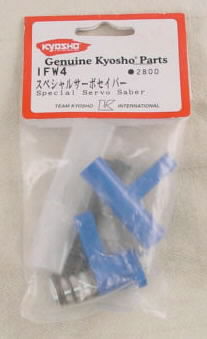 KYOSHO
Genuine Kyosho Parts
IFW4
●2800
スペシャルサーボセイバー
Special Servo Saber
TEAM KYOSHO K INTERNATIONAL